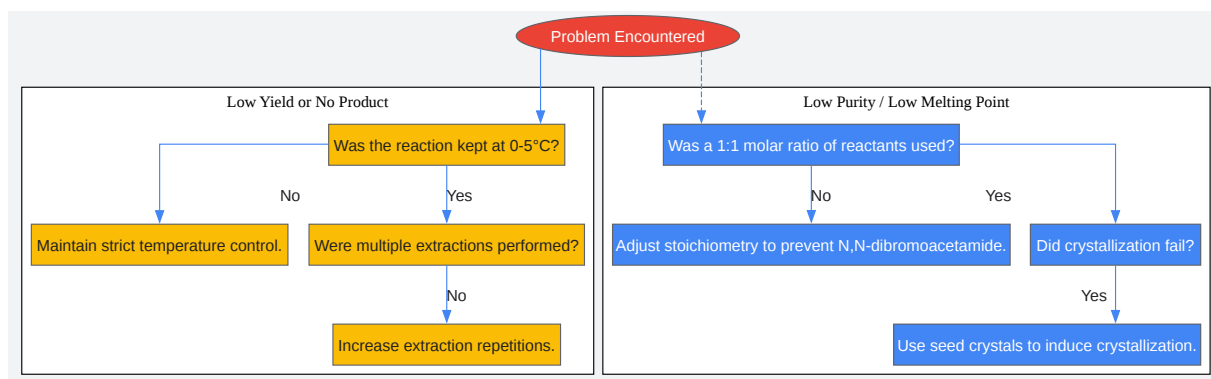 Problem Encountered
Low Yield or No Product
Was the reaction kept at 0-5°C?
No
Yes
Maintain strict temperature control.
Were multiple extractions performed?
No
Increase extraction repetitions.
Low Purity / Low Melting Point
Was a 1:1 molar ratio of reactants used?
No
Yes
Adjust stoichiometry to prevent N,N-dibromoacetamide.
Did crystallization fail?
Yes
Use seed crystals to induce crystallization.